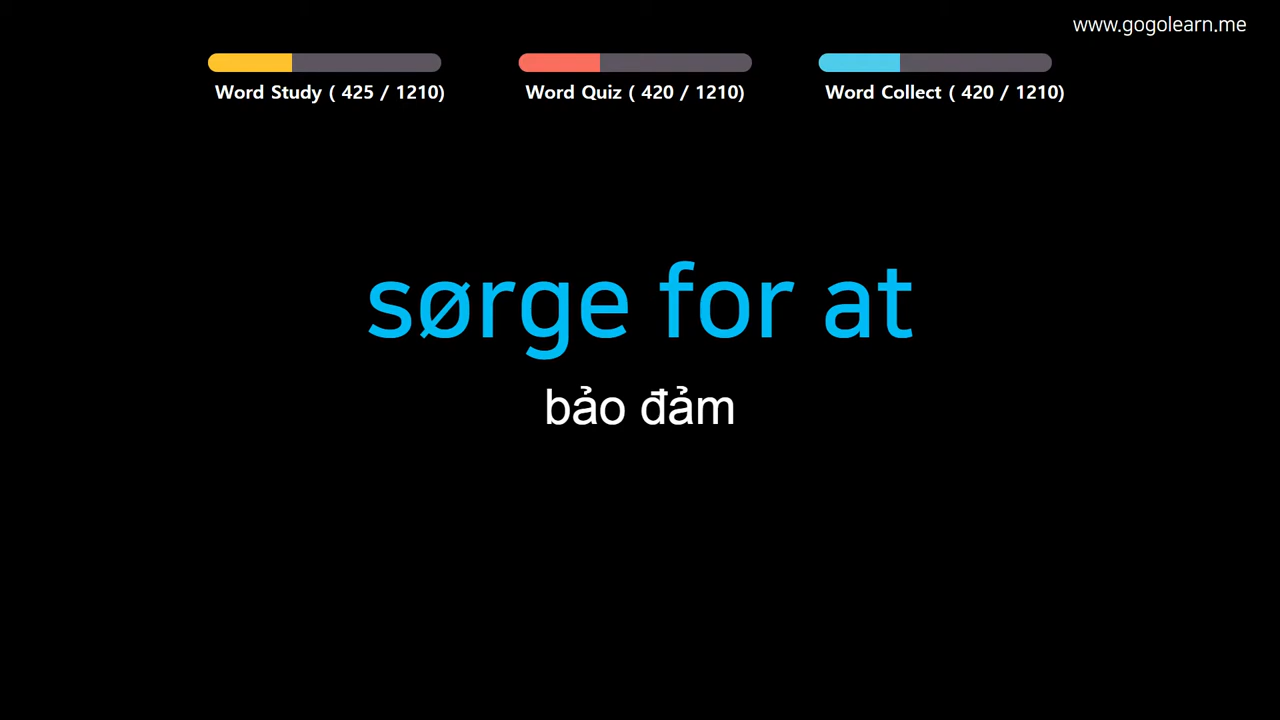 www.gogolearn.me
Word Study ( 425 / 1210)
Word Quiz ( 420 / 1210)
Word Collect ( 420 / 1210)
sørge for at
bảo đảm